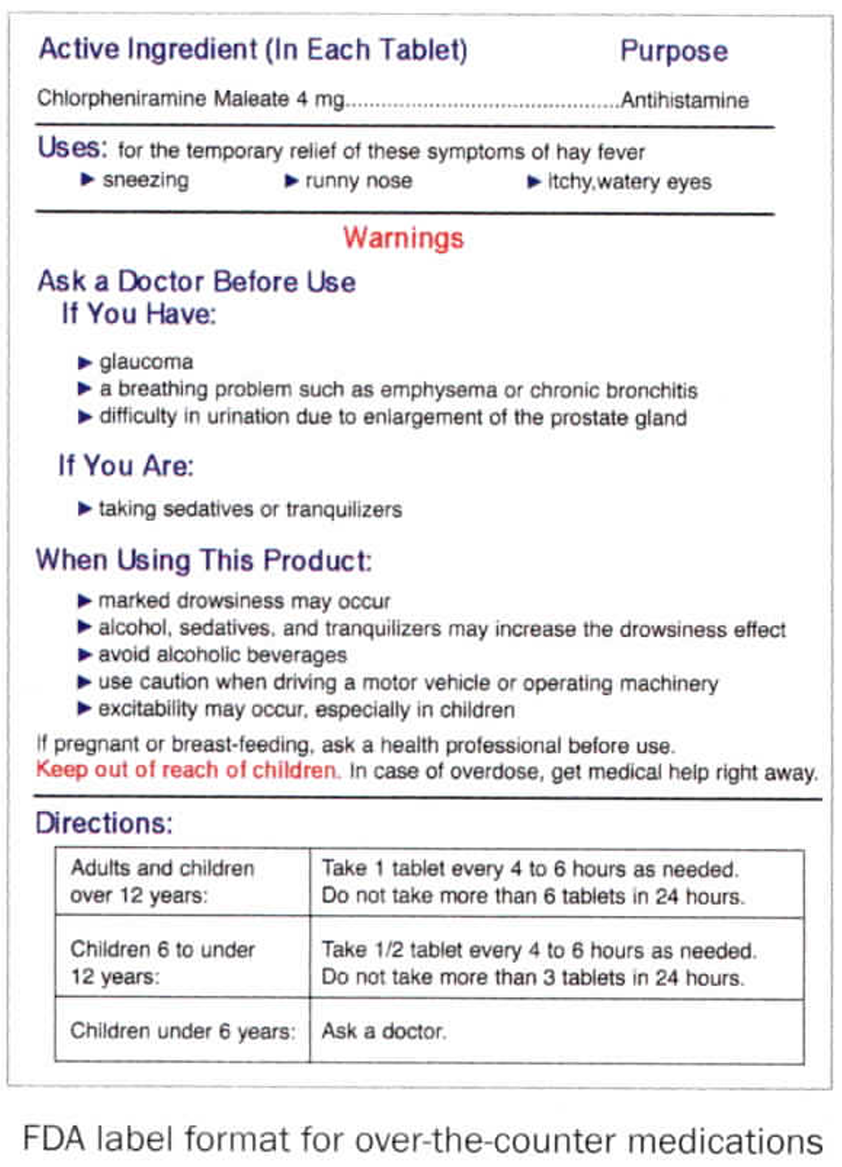 Active Ingredient (In Each Tablet) Purpose
Chlorpheniramine Maleate 4 mg..........................................Antihistamine
Uses: for the temporary relief of these symptoms of hay fever
► sneezing ► runny nose ► itchy,watery eyes
Warnings
Ask a Doctor Before Use
If You Have:
► glaucoma
► a breathing problem such as emphysema or chronic bronchitis
► difficulty in urination due to enlargement of the prostate gland
If You Are:
► taking sedatives or tranquilizers
When Using This Product:
► marked drowsiness may occur
► alcohol, sedatives, and tranquilizers may increase the drowsiness effect
► avoid alcoholic beverages
► use caution when driving a motor vehicle or operating machinery
► excitability may occur, especially in children
If pregnant or breast-feeding, ask a health professional before use.
Keep out of reach of children. In case of overdose, get medical help right away.
Directions:
Adults and children Take 1 tablet every 4 to 6 hours as needed.
over 12 years: Do not take more than 6 tablets in 24 hours.
Children 6 to under Take 1/2 tablet every 4 to 6 hours as needed.
12 years: Do not take more than 3 tablets in 24 hours.
Children under 6 years: Ask a doctor.
FDA label format for over-the-counter medications